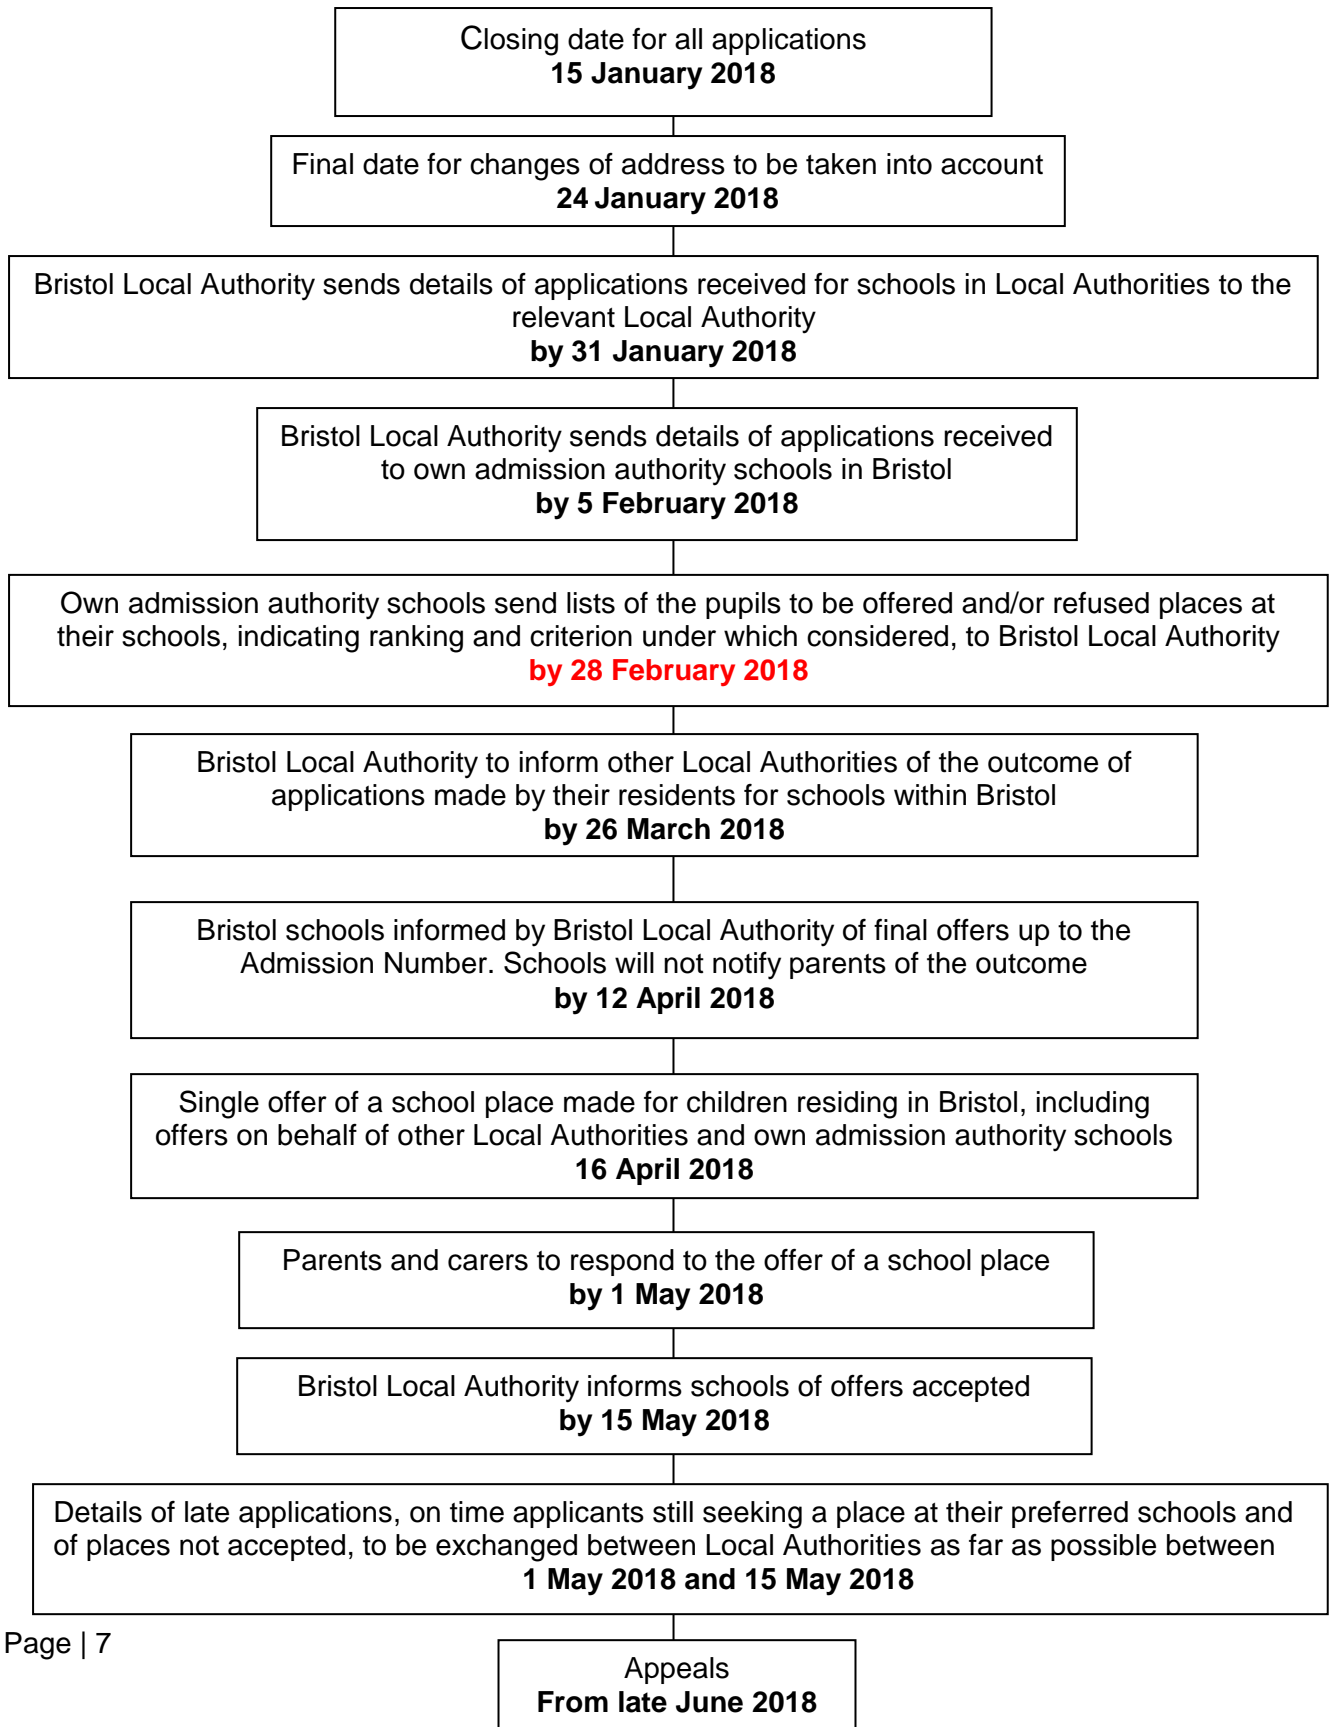 Closing date for all applications
15 January 2018
Final date for changes of address to be taken into account
24 January 2018
Bristol Local Authority sends details of applications received for schools in Local Authorities to the
relevant Local Authority
by 31 January 2018
Bristol Local Authority sends details of applications received
to own admission authority schools in Bristol
by 5 February 2018
Own admission authority schools send lists of the pupils to be offered and/or refused places at
their schools, indicating ranking and criterion under which considered, to Bristol Local Authority
by 28 February 2018
Bristol Local Authority to inform other Local Authorities of the outcome of
applications made by their residents for schools within Bristol
by 26 March 2018
Bristol schools informed by Bristol Local Authority of final offers up to the
Admission Number. Schools will not notify parents of the outcome
by 12 April 2018
Single offer of a school place made for children residing in Bristol, including
offers on behalf of other Local Authorities and own admission authority schools
16 April 2018
Parents and carers to respond to the offer of a school place
by 1 May 2018
Bristol Local Authority informs schools of offers accepted
by 15 May 2018
Details of late applications, on time applicants still seeking a place at their preferred schools and
of places not accepted, to be exchanged between Local Authorities as far as possible between
1 May 2018 and 15 May 2018
Page | 7
Appeals
From late June 2018